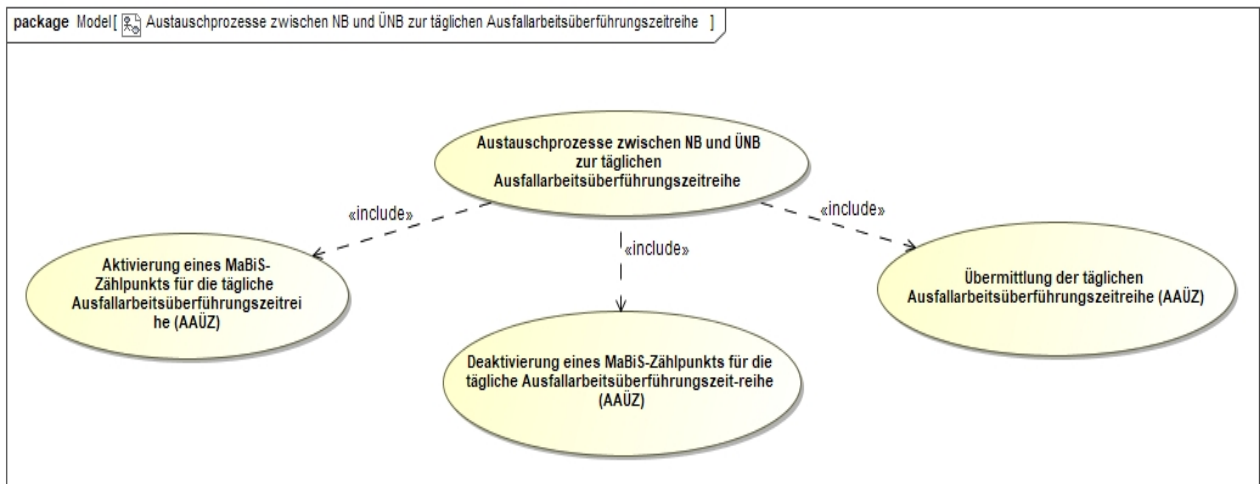 package Model[ Austauschprozesse zwischen NB und ÜNB zur täglichen Ausfallarbeitsüberführungszeitreihe ]
Austauschprozesse zwischen NB und ÜNB
zur täglichen
Ausfallarbeitsüberführungszeitreihe
«include»
«include»
«include»
Aktivierung eines MaBiS-
Zählpunkts für die tägliche
Ausfallarbeitsüberführungszeitrei
he (AAÜZ)
Deaktivierung eines MaBiS-Zählpunkts für die
tägliche Ausfallarbeitsüberführungszeit-reihe
(AAÜZ)
Übermittlung der täglichen
Ausfallarbeitsüberführungszeitreihe (AAÜZ)